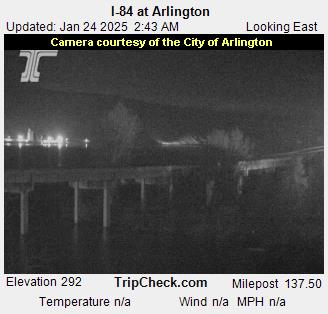 I-84 at Arlington
Updated: Jan 24 2025 2:43 AM Looking East
Camera courtesy of the City of Arlington
Elevation 292 TripCheck.com Milepost 137.50
Temperature n/a Wind n/a MPH n/a